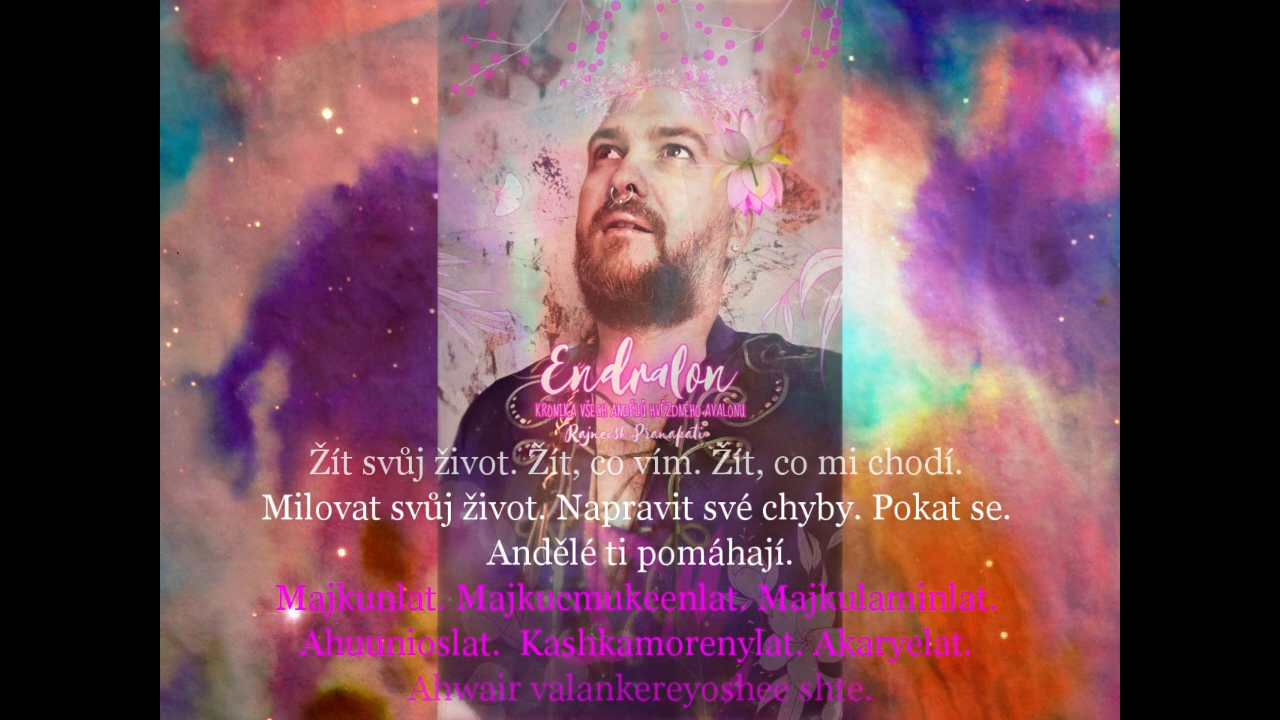 Endralon
KRONIKA VŠECH ANDĚLŮ HVĚZDNÉHO AVALONU
Rajneesh Pranapati
Žít svůj život. Žít, co vím. Žít, co mi chodí.
Milovat svůj život. Napravit své chyby. Pokat se.
Andělé ti pomáhají.
Majkunlat. Majkucmukeenlat. Majkulaminlat.
Ahuunioslat.  Kashkamorenylat. Akaryelat.
Ahwair valankereyoshee shte.